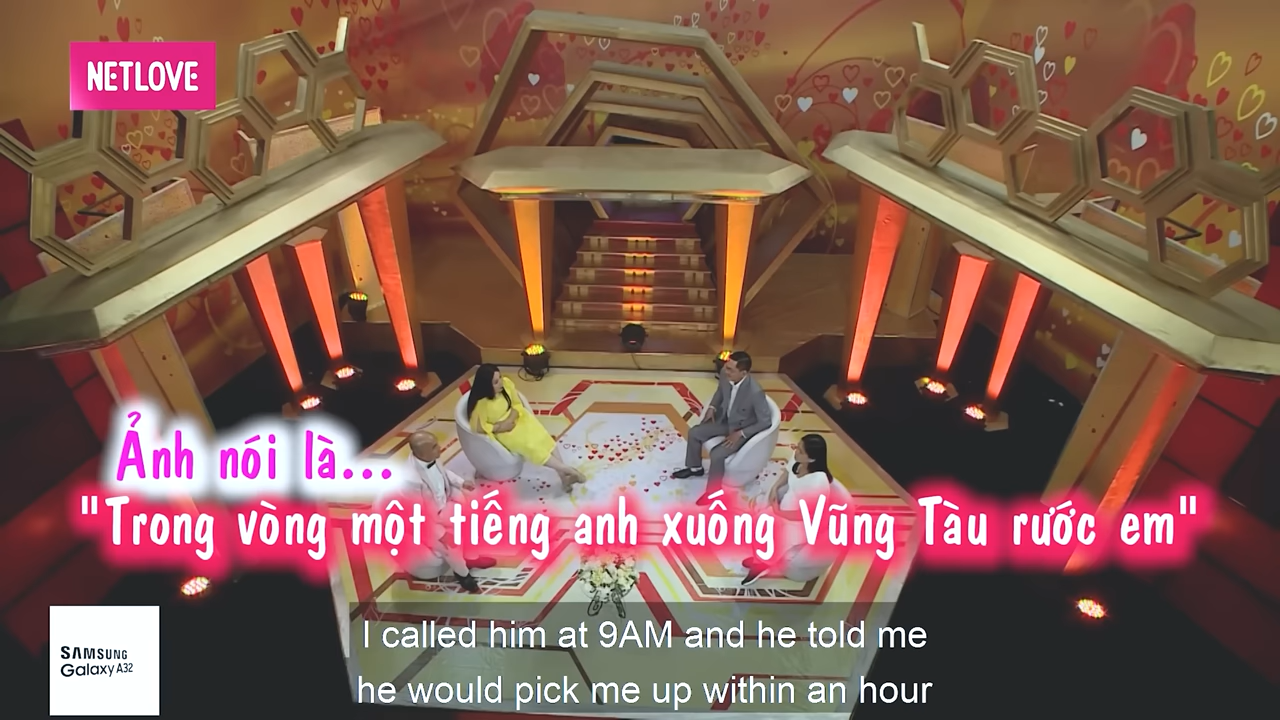 NETLOVE
Ảnh nói là...
"Trong vòng một tiếng anh xuống Vũng Tàu rước em"
I called him at 9AM and he told me
he would pick me up within an hour
SAMSUNG
Galaxy A32